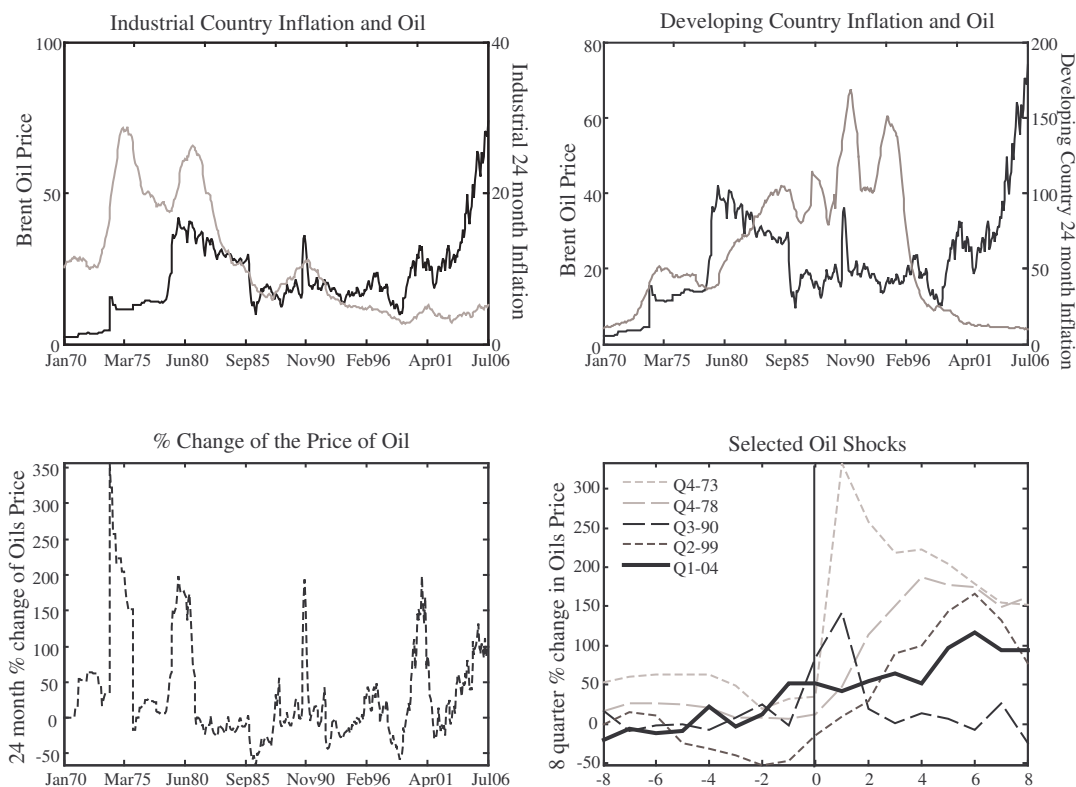 Industrial Country Inflation and Oil
100
50
0
Brent Oil Price
40
20
0
Industrial 24 month Inflation
Jan70 Mar75 Jun80 Sep85 Nov90 Feb96 Apr01 Jul06
Developing Country Inflation and Oil
80
60
40
20
0
Brent Oil Price
200
150
100
50
0
Developing Country 24 month Inflation
Jan70 Mar75 Jun80 Sep85 Nov90 Feb96 Apr01 Jul06
% Change of the Price of Oil
350
300
250
200
150
100
50
0
-50
24 month % change of Oils Price
Jan70 Mar75 Jun80 Sep85 Nov90 Feb96 Apr01 Jul06
Selected Oil Shocks
300
250
200
150
100
50
0
-50
8 quarter % change in Oils Price
Q4-73
Q4-78
Q3-90
Q2-99
Q1-04
-8 -6 -4 -2 0 2 4 6 8